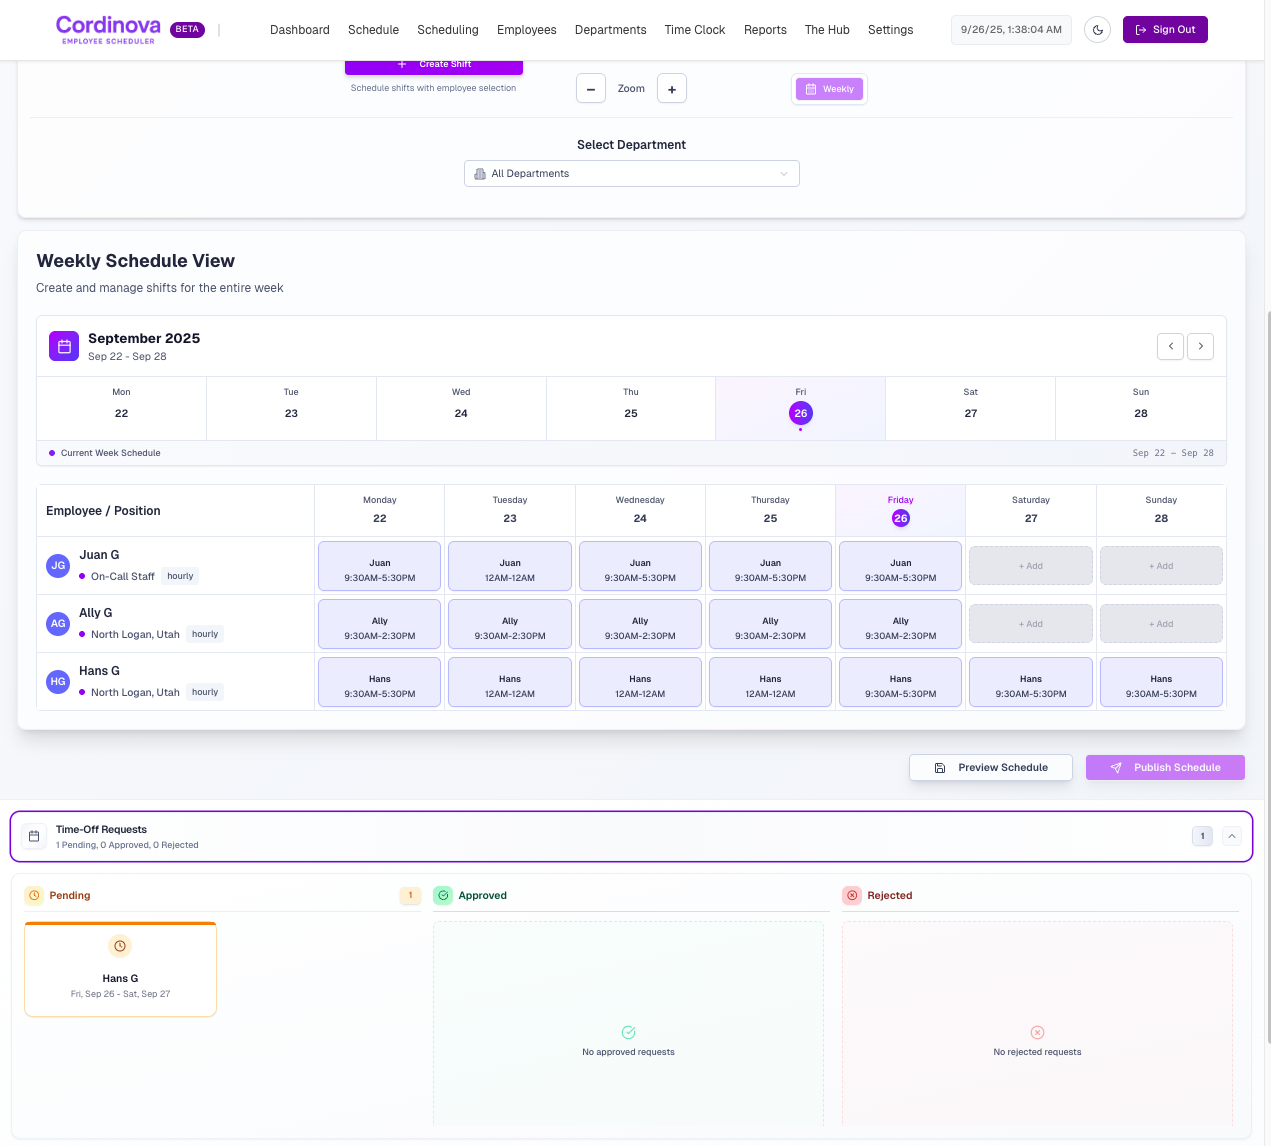 Cordinova
EMPLOYEE SCHEDULER
BETA
Dashboard Schedule Scheduling Employees Departments Time Clock Reports The Hub Settings
9/26/25, 1:38:04 AM
Sign Out
+ Create Shift
Schedule shifts with employee selection
− Zoom +
Weekly
Select Department
All Departments
Weekly Schedule View
Create and manage shifts for the entire week
September 2025
Sep 22 - Sep 28
Mon Tue Wed Thu Fri Sat Sun
22 23 24 25 26 27 28
Current Week Schedule
Sep 22 – Sep 28
Employee / Position
Monday Tuesday Wednesday Thursday Friday Saturday Sunday
22 23 24 25 26 27 28
JG
Juan G
On-Call Staff hourly
Juan Juan Juan Juan Juan
9:30AM-5:30PM 12AM-12AM 9:30AM-5:30PM 9:30AM-5:30PM 9:30AM-5:30PM
+ Add + Add
AG
Ally G
North Logan, Utah hourly
Ally Ally Ally Ally Ally
9:30AM-2:30PM 9:30AM-2:30PM 9:30AM-2:30PM 9:30AM-2:30PM 9:30AM-2:30PM
+ Add + Add
HG
Hans G
North Logan, Utah hourly
Hans Hans Hans Hans Hans Hans Hans
9:30AM-5:30PM 12AM-12AM 12AM-12AM 12AM-12AM 9:30AM-5:30PM 9:30AM-5:30PM 9:30AM-5:30PM
Preview Schedule
Publish Schedule
Time-Off Requests
1 Pending, 0 Approved, 0 Rejected
1
Pending
1
Hans G
Fri, Sep 26 - Sat, Sep 27
Approved
No approved requests
Rejected
No rejected requests